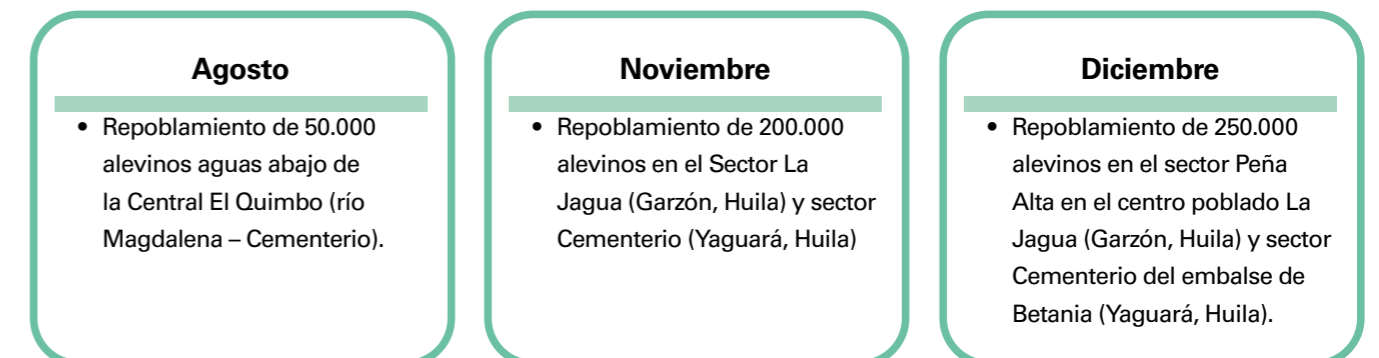 Agosto
• Repoblamiento de 50.000
alevinos aguas abajo de
la Central El Quimbo (río
Magdalena – Cementerio).
Noviembre
• Repoblamiento de 200.000
alevinos en el Sector La
Jagua (Garzón, Huila) y sector
Cementerio (Yaguará, Huila)
Diciembre
• Repoblamiento de 250.000
alevinos en el sector Peña
Alta en el centro poblado La
Jagua (Garzón, Huila) y sector
Cementerio del embalse de
Betania (Yaguará, Huila).